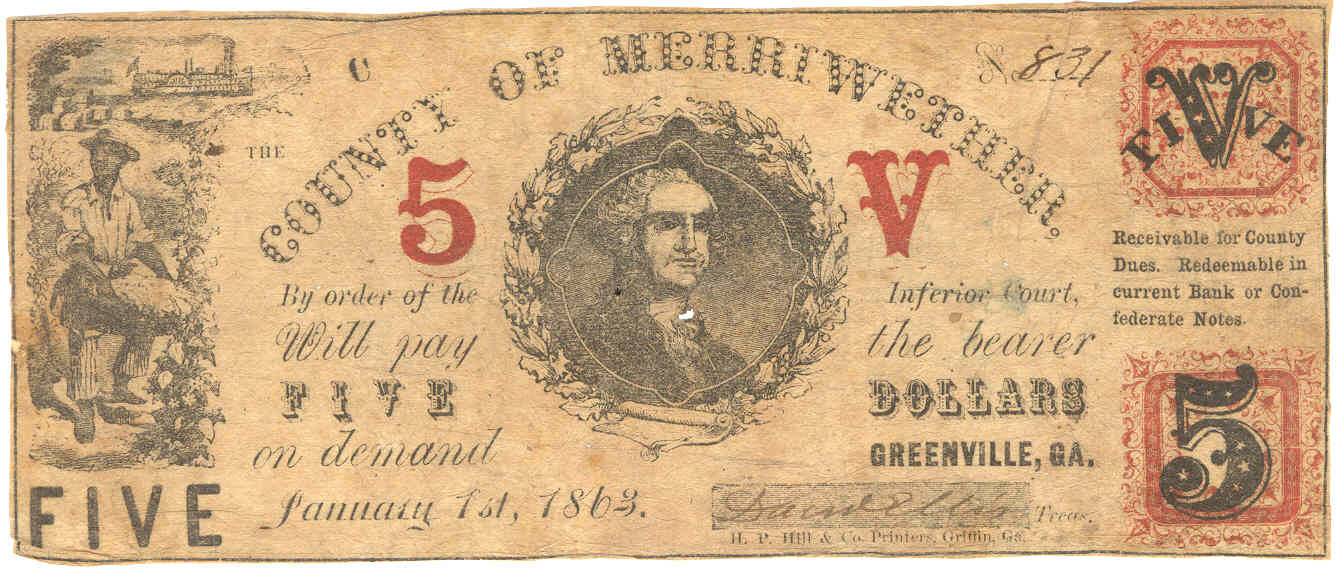 C
No 831
THE
COUNTY OF MERRIWETHER,
5 V
By order of the Inferior Court,
Will pay the bearer
FIVE DOLLARS
on demand GREENVILLE, GA.
January 1st, 1863.
Treas.
H. P. Hill & Co. Printers, Griffin, Ga.
FIVE
FIVE
V
Receivable for County
Dues. Redeemable in
current Bank or Con-
federate Notes.
5